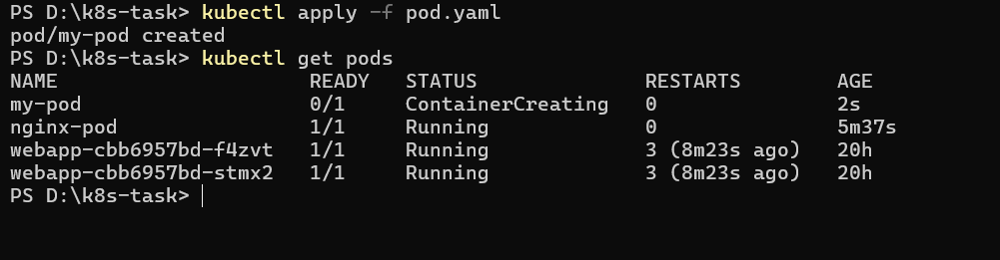 PS D:\k8s-task> kubectl apply -f pod.yaml
pod/my-pod created
PS D:\k8s-task> kubectl get pods
NAME                     READY   STATUS              RESTARTS        AGE
my-pod                   0/1     ContainerCreating   0               2s
nginx-pod                1/1     Running             0               5m37s
webapp-cbb6957bd-f4zvt   1/1     Running             3 (8m23s ago)   20h
webapp-cbb6957bd-stmx2   1/1     Running             3 (8m23s ago)   20h
PS D:\k8s-task>